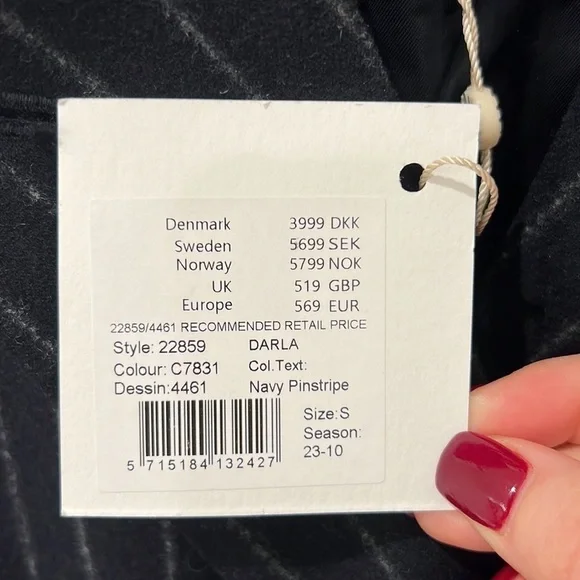 Denmark 3999 DKK
Sweden 5699 SEK
Norway 5799 NOK
UK 519 GBP
Europe 569 EUR
22859/4461 RECOMMENDED RETAIL PRICE
Style: 22859 DARLA
Colour: C7831 Col.Text:
Dessin:4461 Navy Pinstripe
Size:S
Season:
23-10
5 715184 132427